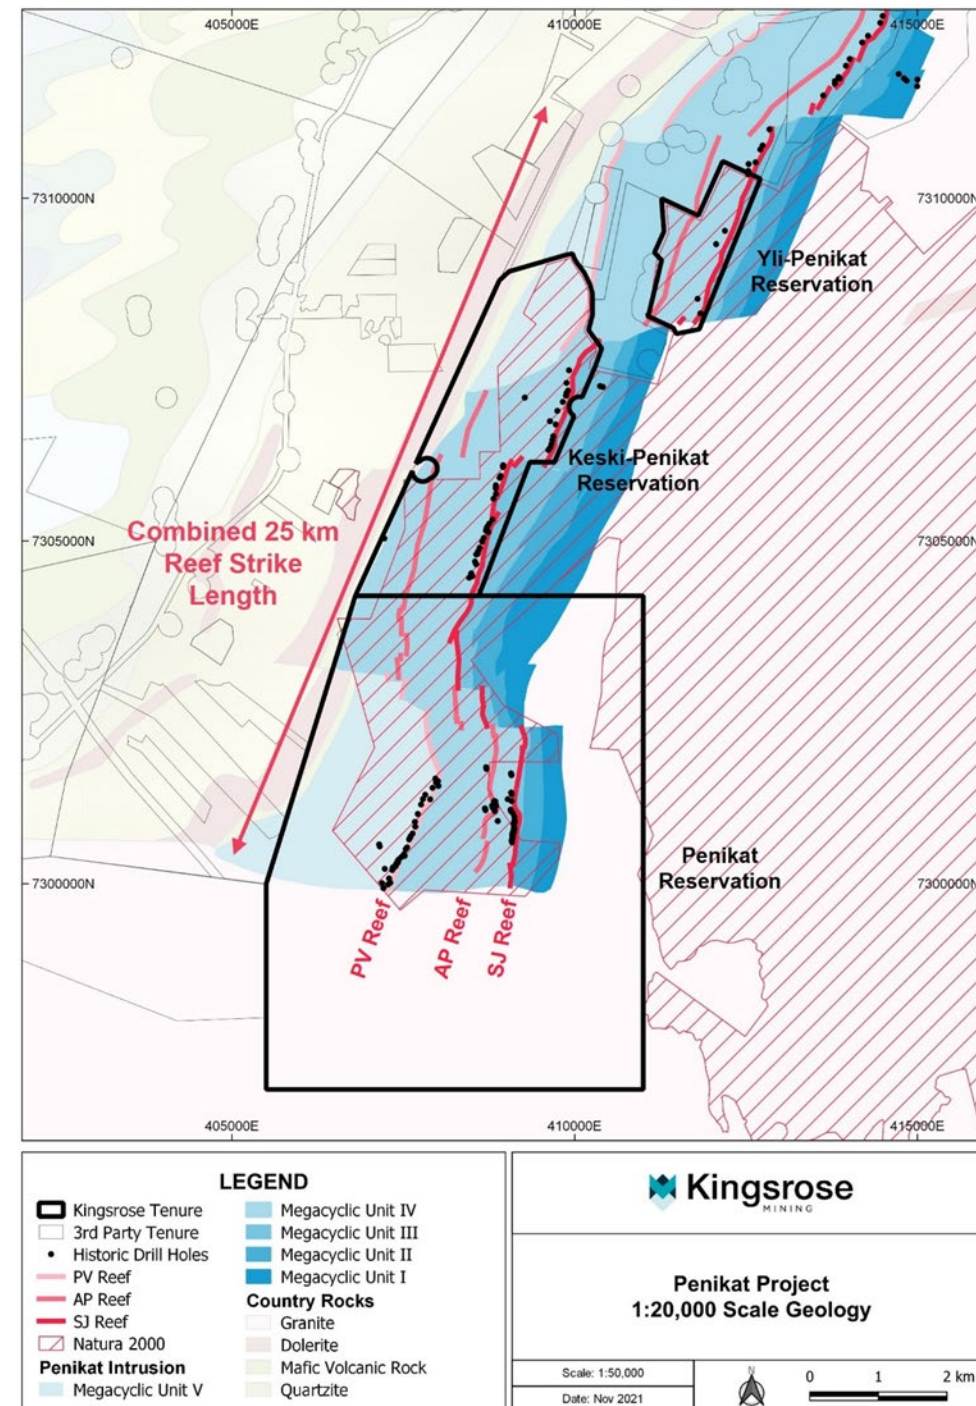 405000E
410000E
415000E
7310000N
7310000N
Yli-Penikat
Reservation
Keski-Penikat
Reservation
Combined 25 km
Reef Strike
Length
7305000N
7305000N
Penikat
Reservation
7300000N
7300000N
PV Reef
AP Reef
SJ Reef
405000E
410000E
415000E
LEGEND
Kingsrose Tenure
3rd Party Tenure
Historic Drill Holes
PV Reef
AP Reef
SJ Reef
Natura 2000
Penikat Intrusion
Megacyclic Unit V
Megacyclic Unit IV
Megacyclic Unit III
Megacyclic Unit II
Megacyclic Unit I
Country Rocks
Granite
Dolerite
Mafic Volcanic Rock
Quartzite
Kingsrose
MINING
Penikat Project
1:20,000 Scale Geology
Scale: 1:50,000
Date: Nov 2021
N
0 1 2 km